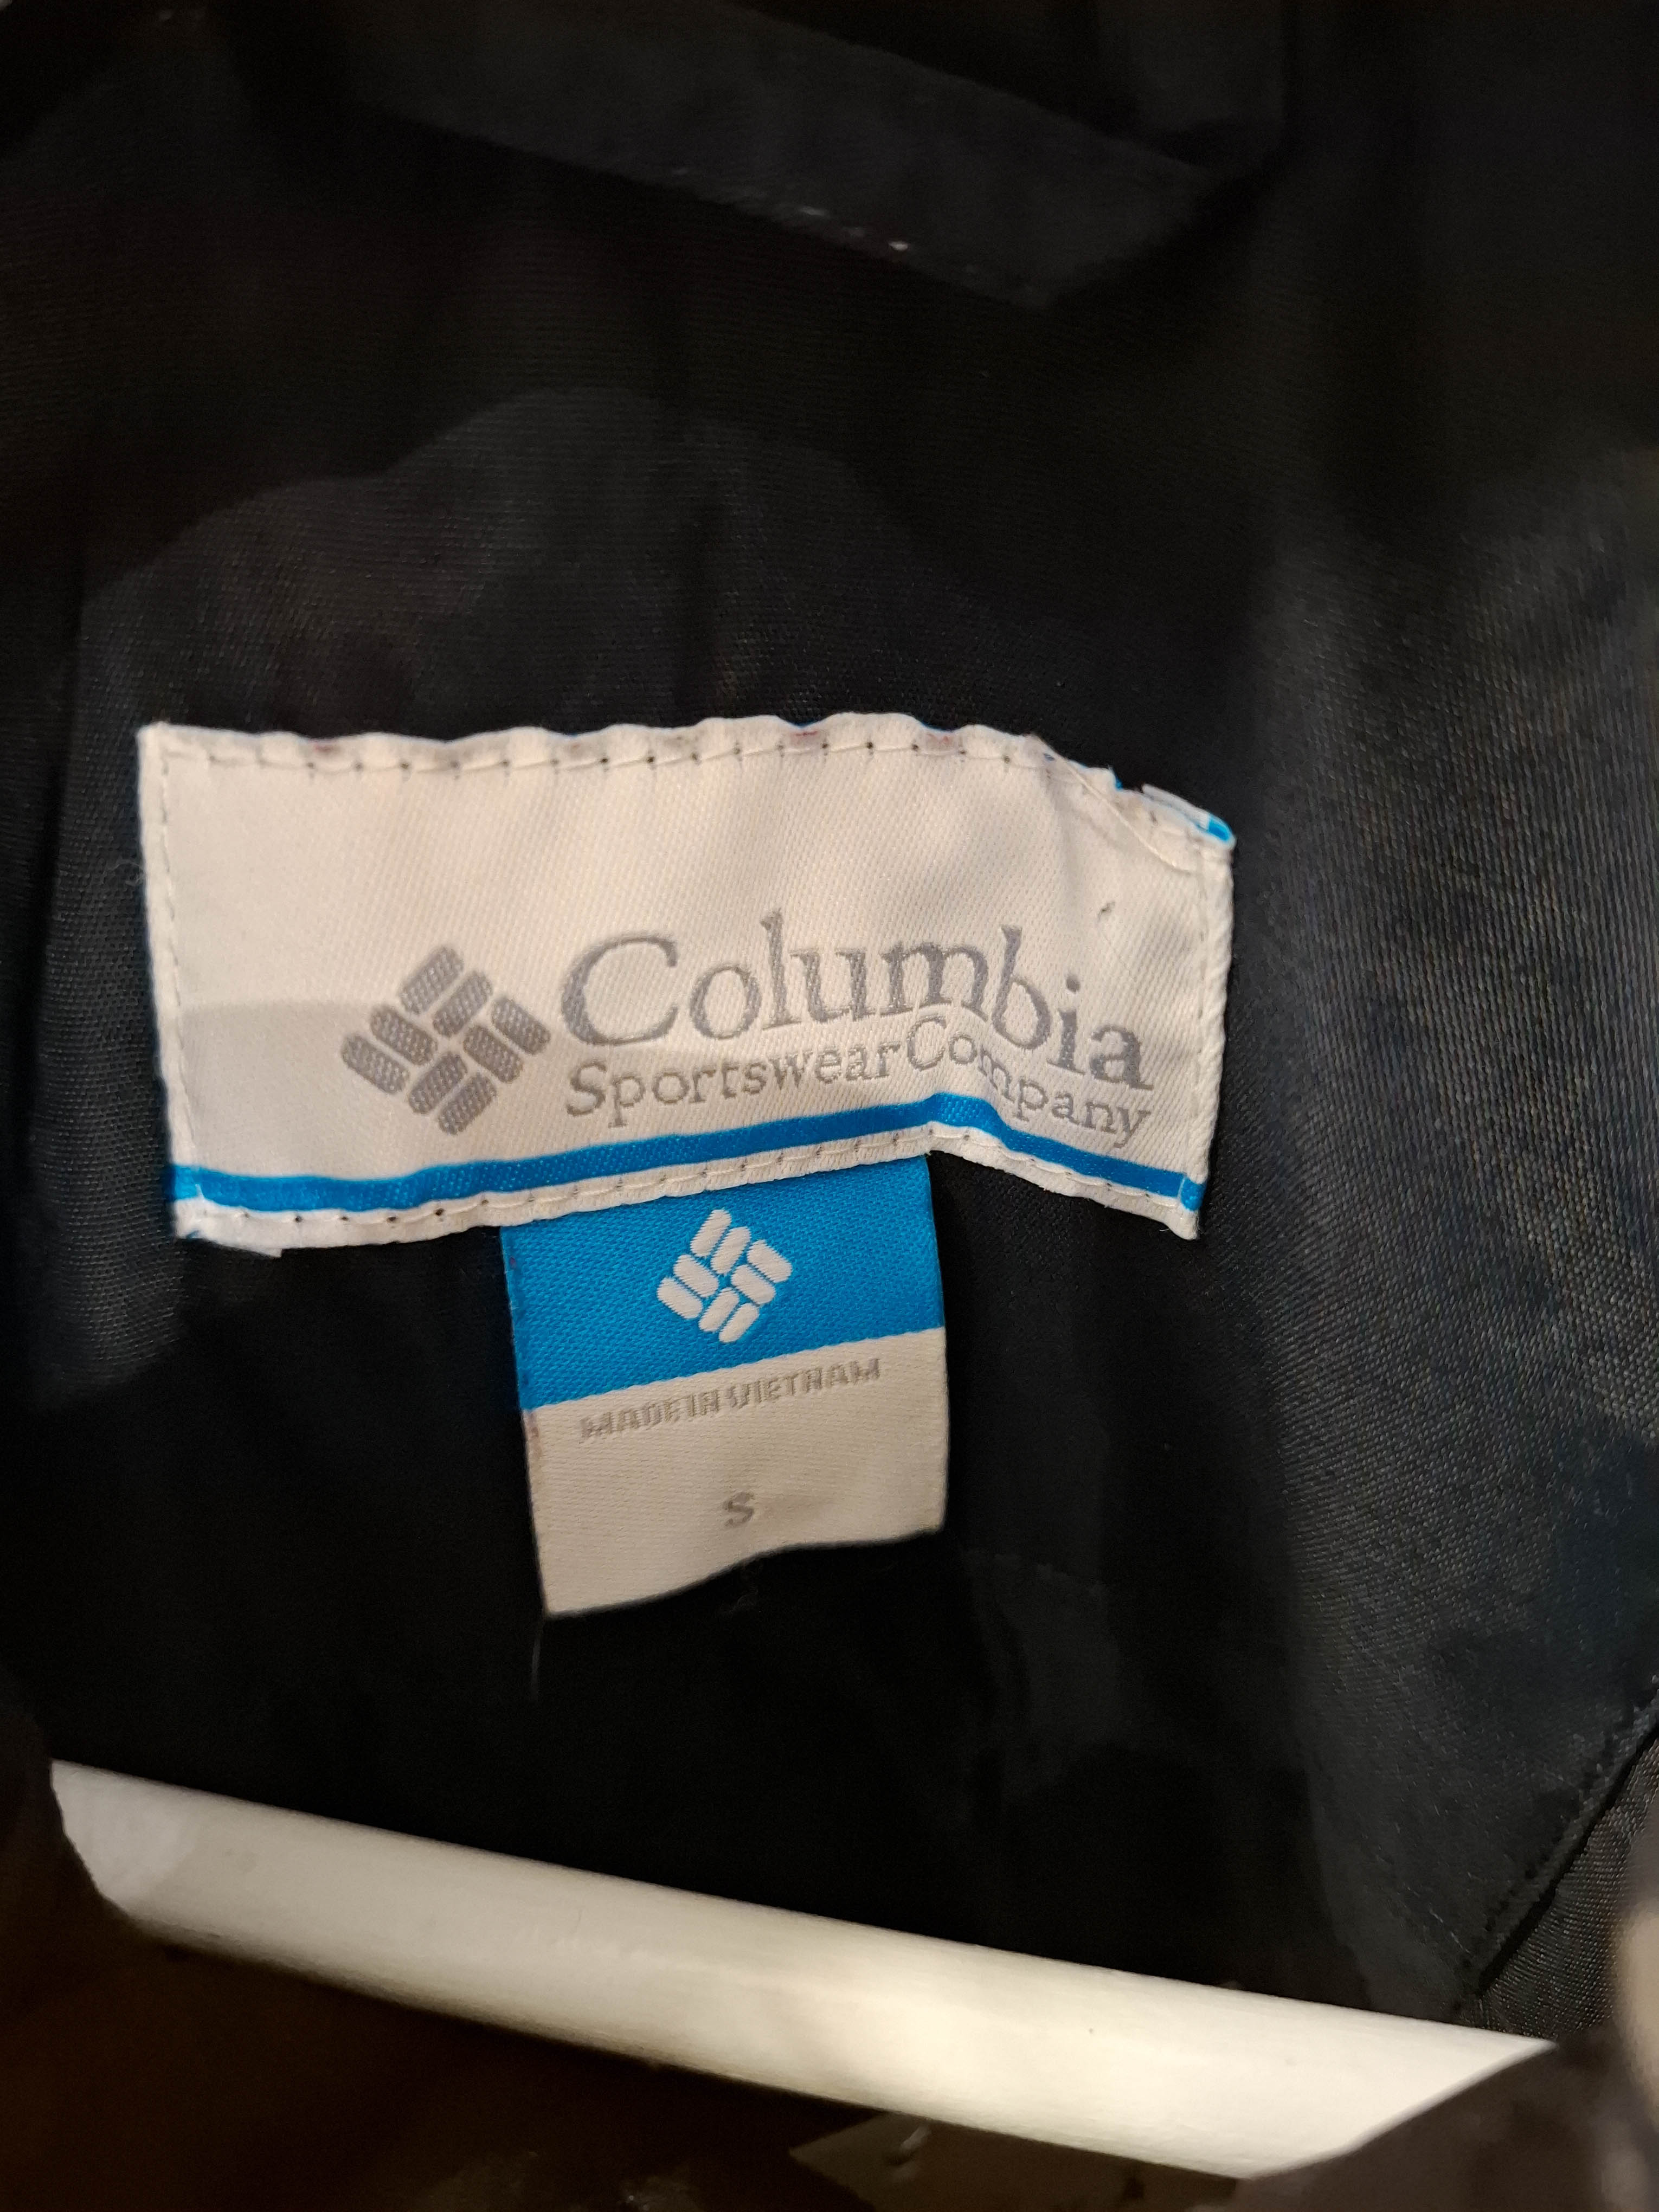 Columbia
Sportswear Company
MADE IN VIETNAM
S